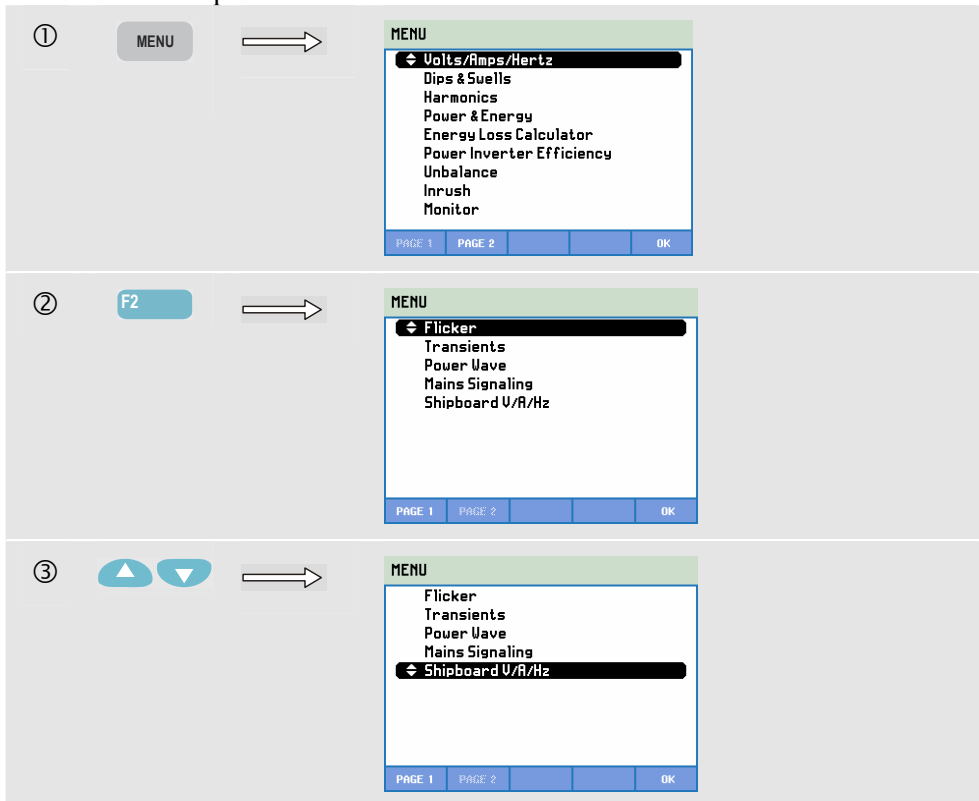 ① MENU MENU
Volts/Amps/Hertz
Dips & Swells
Harmonics
Power & Energy
Energy Loss Calculator
Power Inverter Efficiency
Unbalance
Inrush
Monitor
PAGE 1 PAGE 2 OK
② F2 MENU
Flicker
Transients
Power Wave
Mains Signaling
Shipboard V/A/Hz
PAGE 1 PAGE 2 OK
③ MENU
Flicker
Transients
Power Wave
Mains Signaling
Shipboard V/A/Hz
PAGE 1 PAGE 2 OK